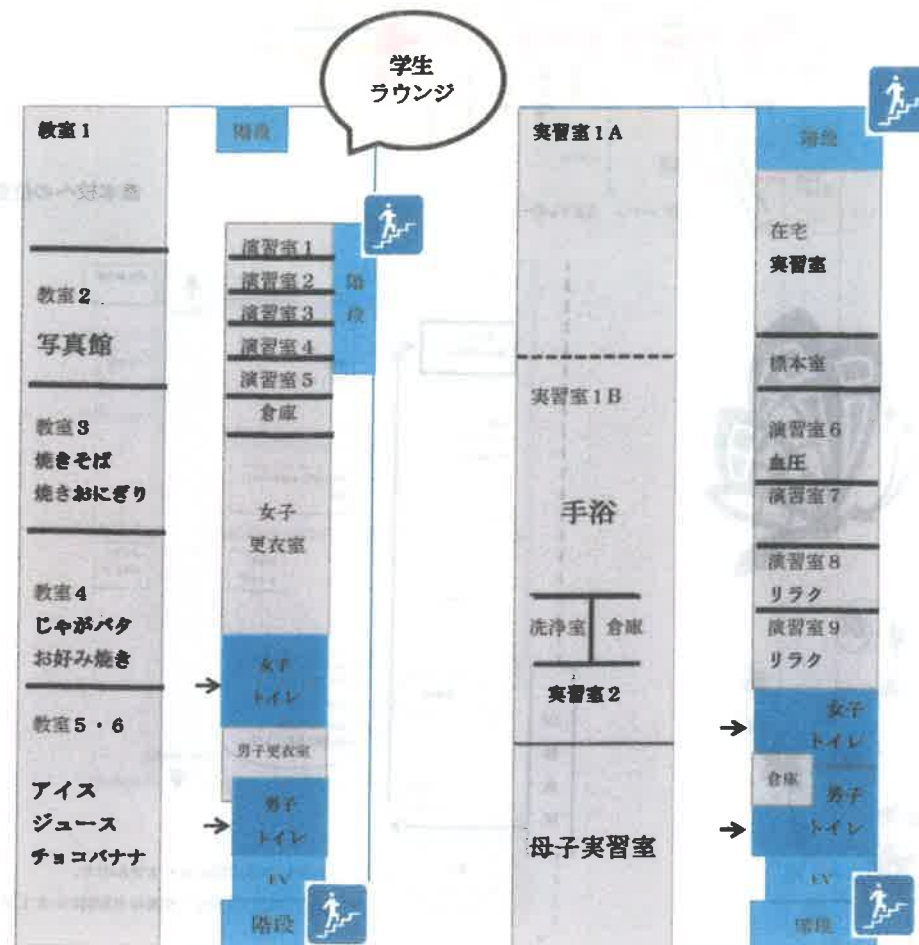 学生
ラウンジ
教室1
階段
教室2
写真館
教室3
焼きそば
焼きおにぎり
教室4
じゃがバタ
お好み焼き
教室5・6
アイス
ジュース
チョコバナナ
演習室1
演習室2
演習室3
演習室4
演習室5
倉庫
階
段
女子
更衣室
→
女子
トイレ
男子更衣室
→
男子
トイレ
EV
階段
実習室1A
実習室1B
手浴
洗浄室
倉庫
実習室2
母子実習室
階段
在宅
実習室
標本室
演習室6
血圧
演習室7
演習室8
リラク
演習室9
リラク
→
女子
トイレ
倉庫
→
男子
トイレ
EV
階段